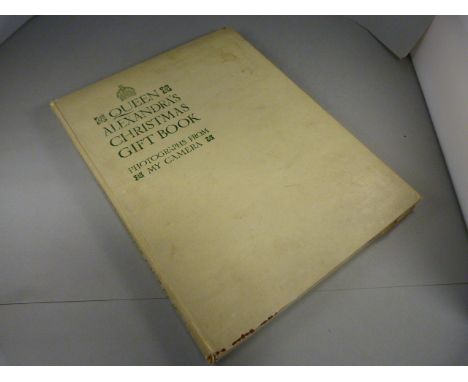 QUEEN
ALEXANDRA'S
CHRISTMAS
GIFT BOOK
PHOTOGRAPHS FROM
MY CAMERA